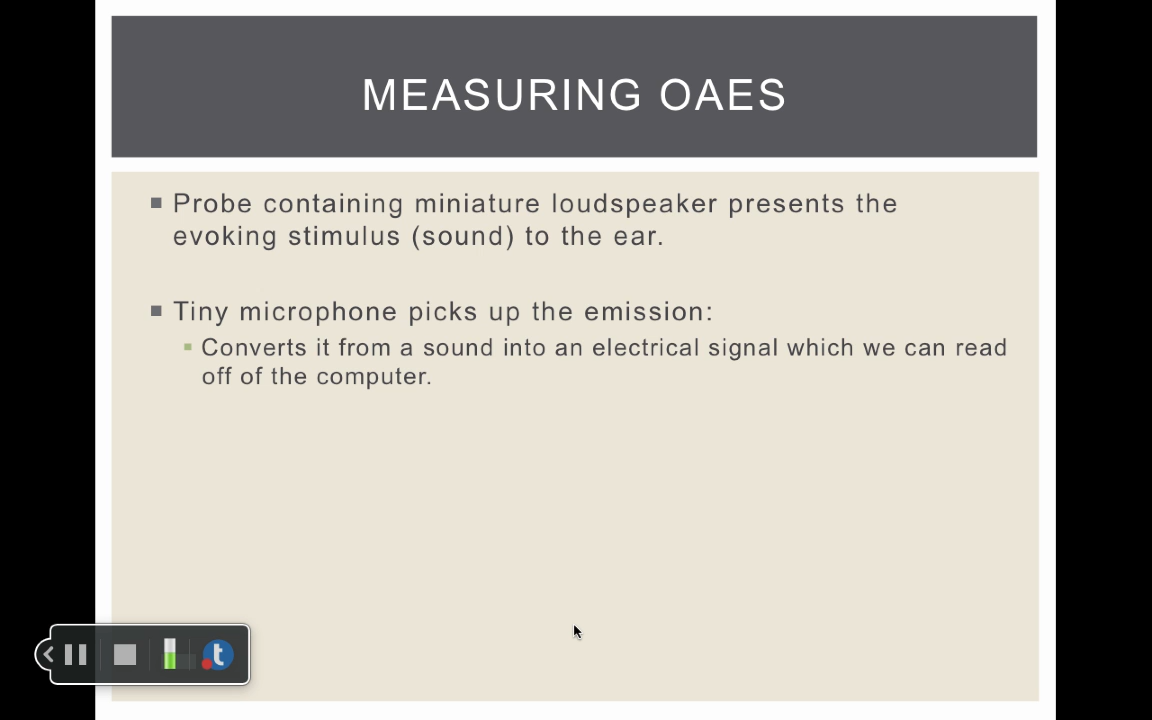 MEASURING OAES
Probe containing miniature loudspeaker presents the
evoking stimulus (sound) to the ear.
Tiny microphone picks up the emission:
Converts it from a sound into an electrical signal which we can read
off of the computer.
t